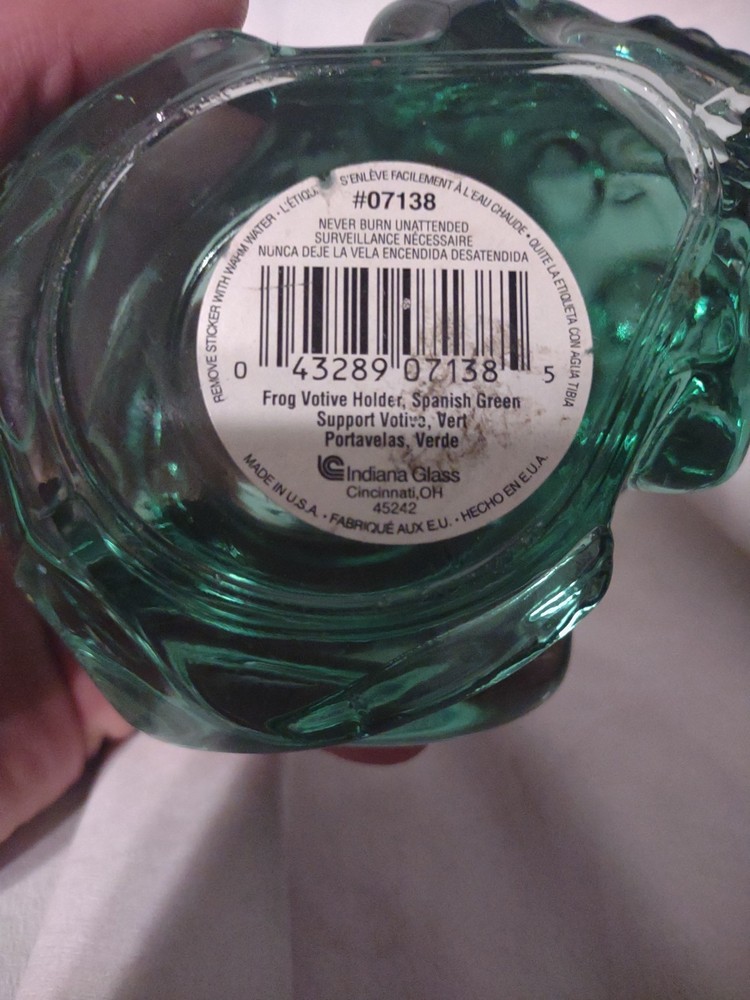 REMOVE STICKER WITH WARM WATER • L'ÉTIQU S'ENLÈVE FACILEMENT À L'EAU CHAUDE • QUITE LA ETIQUETA CON AGUA TIBIA
#07138
NEVER BURN UNATTENDED
SURVEILLANCE NÉCESSAIRE
NUNCA DEJE LA VELA ENCENDIDA DESATENDIDA
0 43289 07138 5
Frog Votive Holder, Spanish Green
Support Votive, Vert
Portavelas, Verde
Indiana Glass
Cincinnati, OH
45242
MADE IN U.S.A. • FABRIQUÉ AUX E.U. • HECHO EN E.U.A.